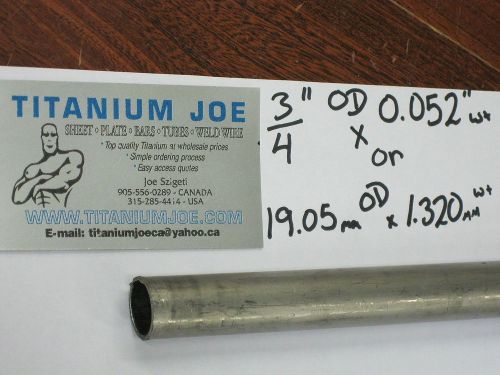 TITANIUM JOE
SHEET • PLATE • BARS • TUBES • WELD WIRE
• Top quality Titanium at wholesale prices
• Simple ordering process
• Easy access quotes
Joe Szigeti
905-556-0289 - CANADA
315-285-4414 - USA
WWW.TITANIUMJOE.COM
E-mail: titaniumjoeca@yahoo.ca
3/4" OD x 0.052" wt
or
19.05mm OD x 1.320mm wt